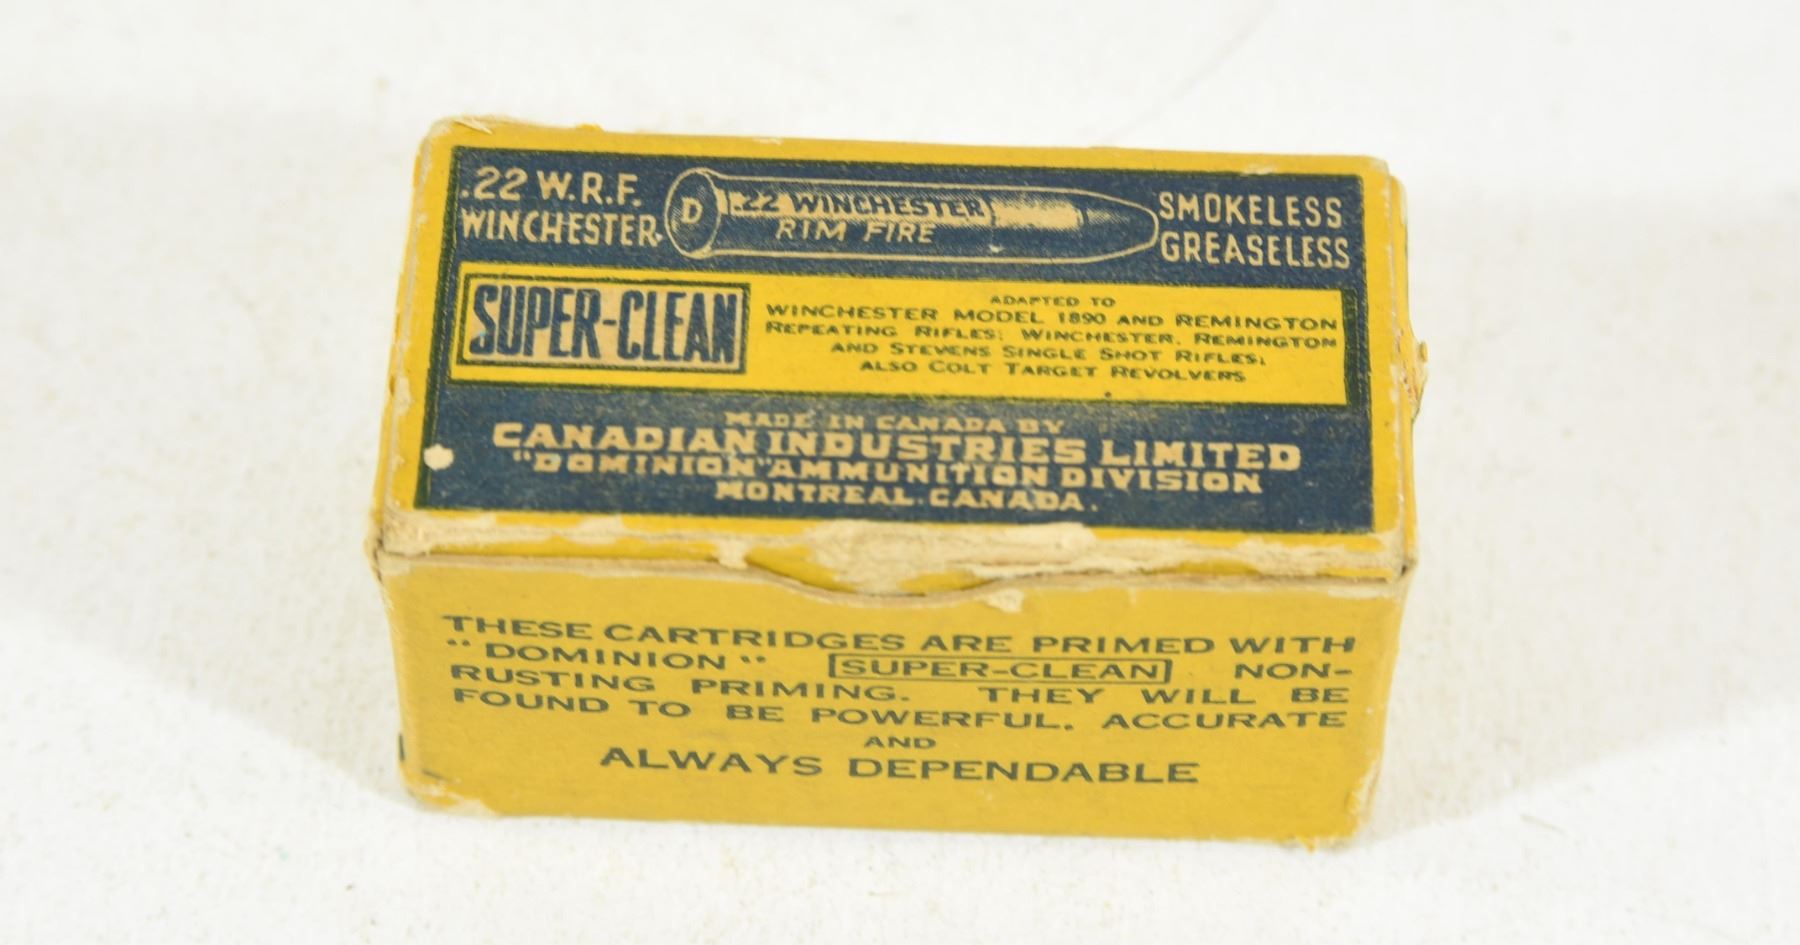 .22 W.R.F.
WINCHESTER.
D
.22 WINCHESTER
RIM FIRE
SMOKELESS
GREASELESS
SUPER-CLEAN
ADAPTED TO
WINCHESTER MODEL 1890 AND REMINGTON
REPEATING RIFLES; WINCHESTER, REMINGTON
AND STEVENS SINGLE SHOT RIFLES;
ALSO COLT TARGET REVOLVERS
MADE IN CANADA BY
CANADIAN INDUSTRIES LIMITED
"DOMINION" AMMUNITION DIVISION
MONTREAL.CANADA.
THESE CARTRIDGES ARE PRIMED WITH
"DOMINION" SUPER-CLEAN NON-
RUSTING PRIMING. THEY WILL BE
FOUND TO BE POWERFUL. ACCURATE
AND
ALWAYS DEPENDABLE